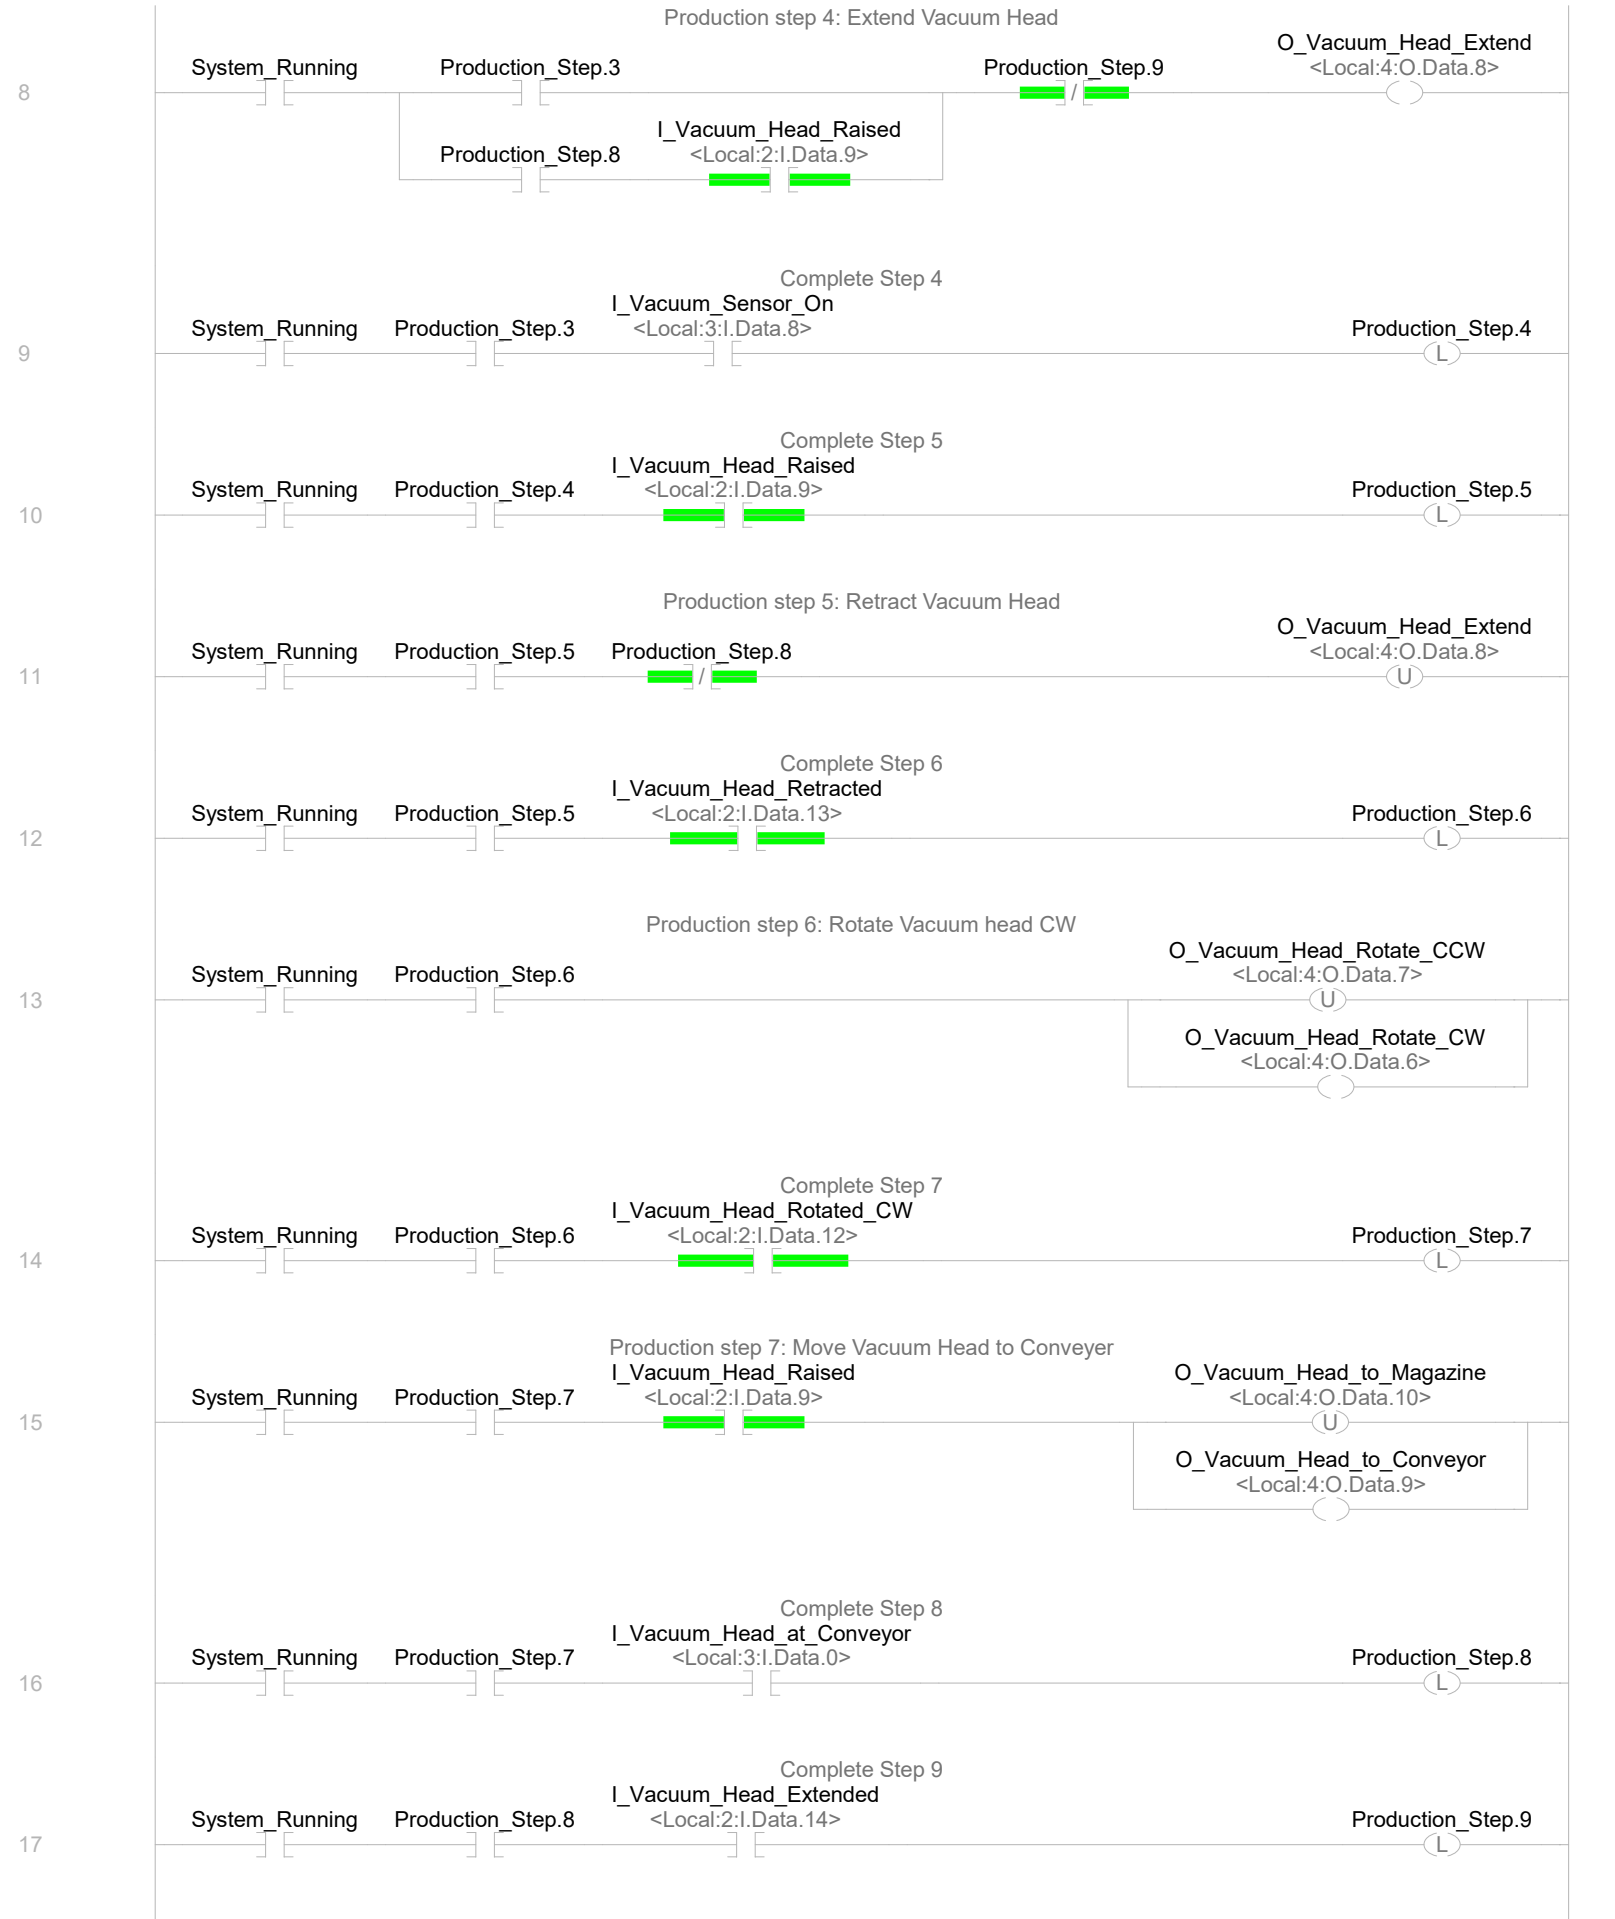 Production step 4: Extend Vacuum Head
O_Vacuum_Head_Extend
System_Running Production_Step.3 Production_Step.9 <Local:4:O.Data.8>
8 /
I_Vacuum_Head_Raised
Production_Step.8 <Local:2:I.Data.9>
Complete Step 4
I_Vacuum_Sensor_On
System_Running Production_Step.3 <Local:3:I.Data.8> Production_Step.4
9 L
Complete Step 5
I_Vacuum_Head_Raised
System_Running Production_Step.4 <Local:2:I.Data.9> Production_Step.5
10 L
Production step 5: Retract Vacuum Head
O_Vacuum_Head_Extend
System_Running Production_Step.5 Production_Step.8 <Local:4:O.Data.8>
11 / U
Complete Step 6
I_Vacuum_Head_Retracted
System_Running Production_Step.5 <Local:2:I.Data.13> Production_Step.6
12 L
Production step 6: Rotate Vacuum head CW
O_Vacuum_Head_Rotate_CCW
System_Running Production_Step.6 <Local:4:O.Data.7>
13 U
O_Vacuum_Head_Rotate_CW
<Local:4:O.Data.6>
Complete Step 7
I_Vacuum_Head_Rotated_CW
System_Running Production_Step.6 <Local:2:I.Data.12> Production_Step.7
14 L
Production step 7: Move Vacuum Head to Conveyer
I_Vacuum_Head_Raised O_Vacuum_Head_to_Magazine
System_Running Production_Step.7 <Local:2:I.Data.9> <Local:4:O.Data.10>
15 U
O_Vacuum_Head_to_Conveyor
<Local:4:O.Data.9>
Complete Step 8
I_Vacuum_Head_at_Conveyor
System_Running Production_Step.7 <Local:3:I.Data.0> Production_Step.8
16 L
Complete Step 9
I_Vacuum_Head_Extended
System_Running Production_Step.8 <Local:2:I.Data.14> Production_Step.9
17 L